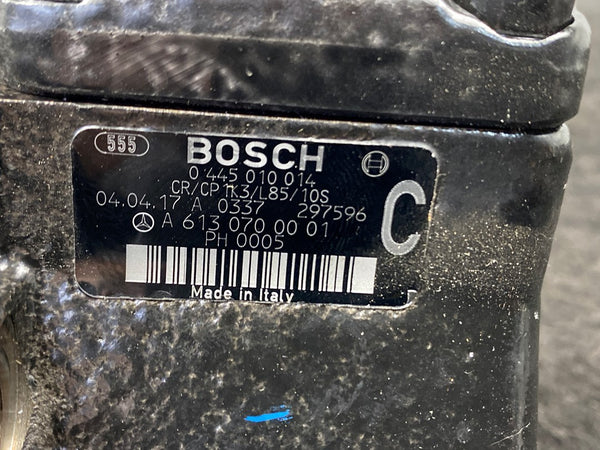 555
BOSCH
0 445 010 014
CR/CP1K3/L85/10S
04.04.17 A 0337 297596
A 613 070 00 01
PH 0005
C
Made in Italy